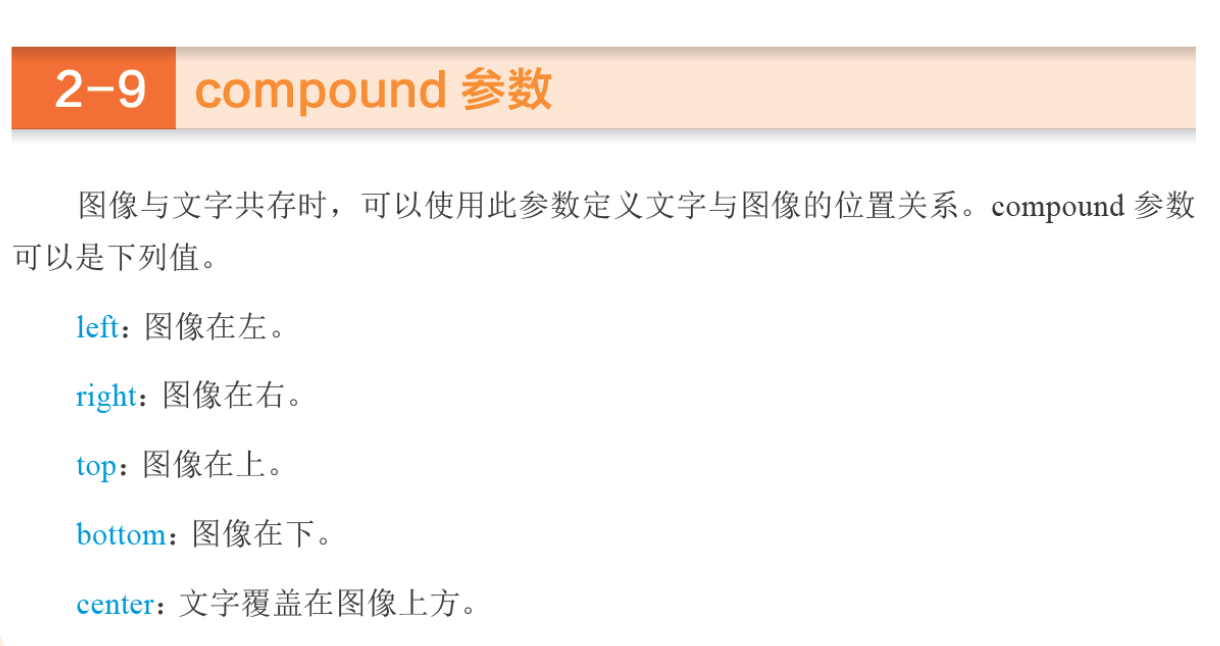 2-9 compound 参数
图像与文字共存时，可以使用此参数定义文字与图像的位置关系。compound 参数
可以是下列值。
left：图像在左。
right：图像在右。
top：图像在上。
bottom：图像在下。
center：文字覆盖在图像上方。